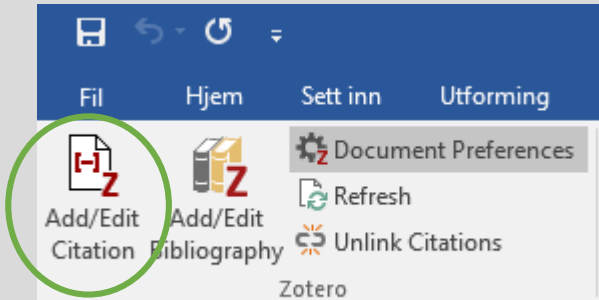 Fil Hjem Sett inn Utforming
Document Preferences
Add/Edit Add/Edit Refresh
Citation Bibliography Unlink Citations
Zotero